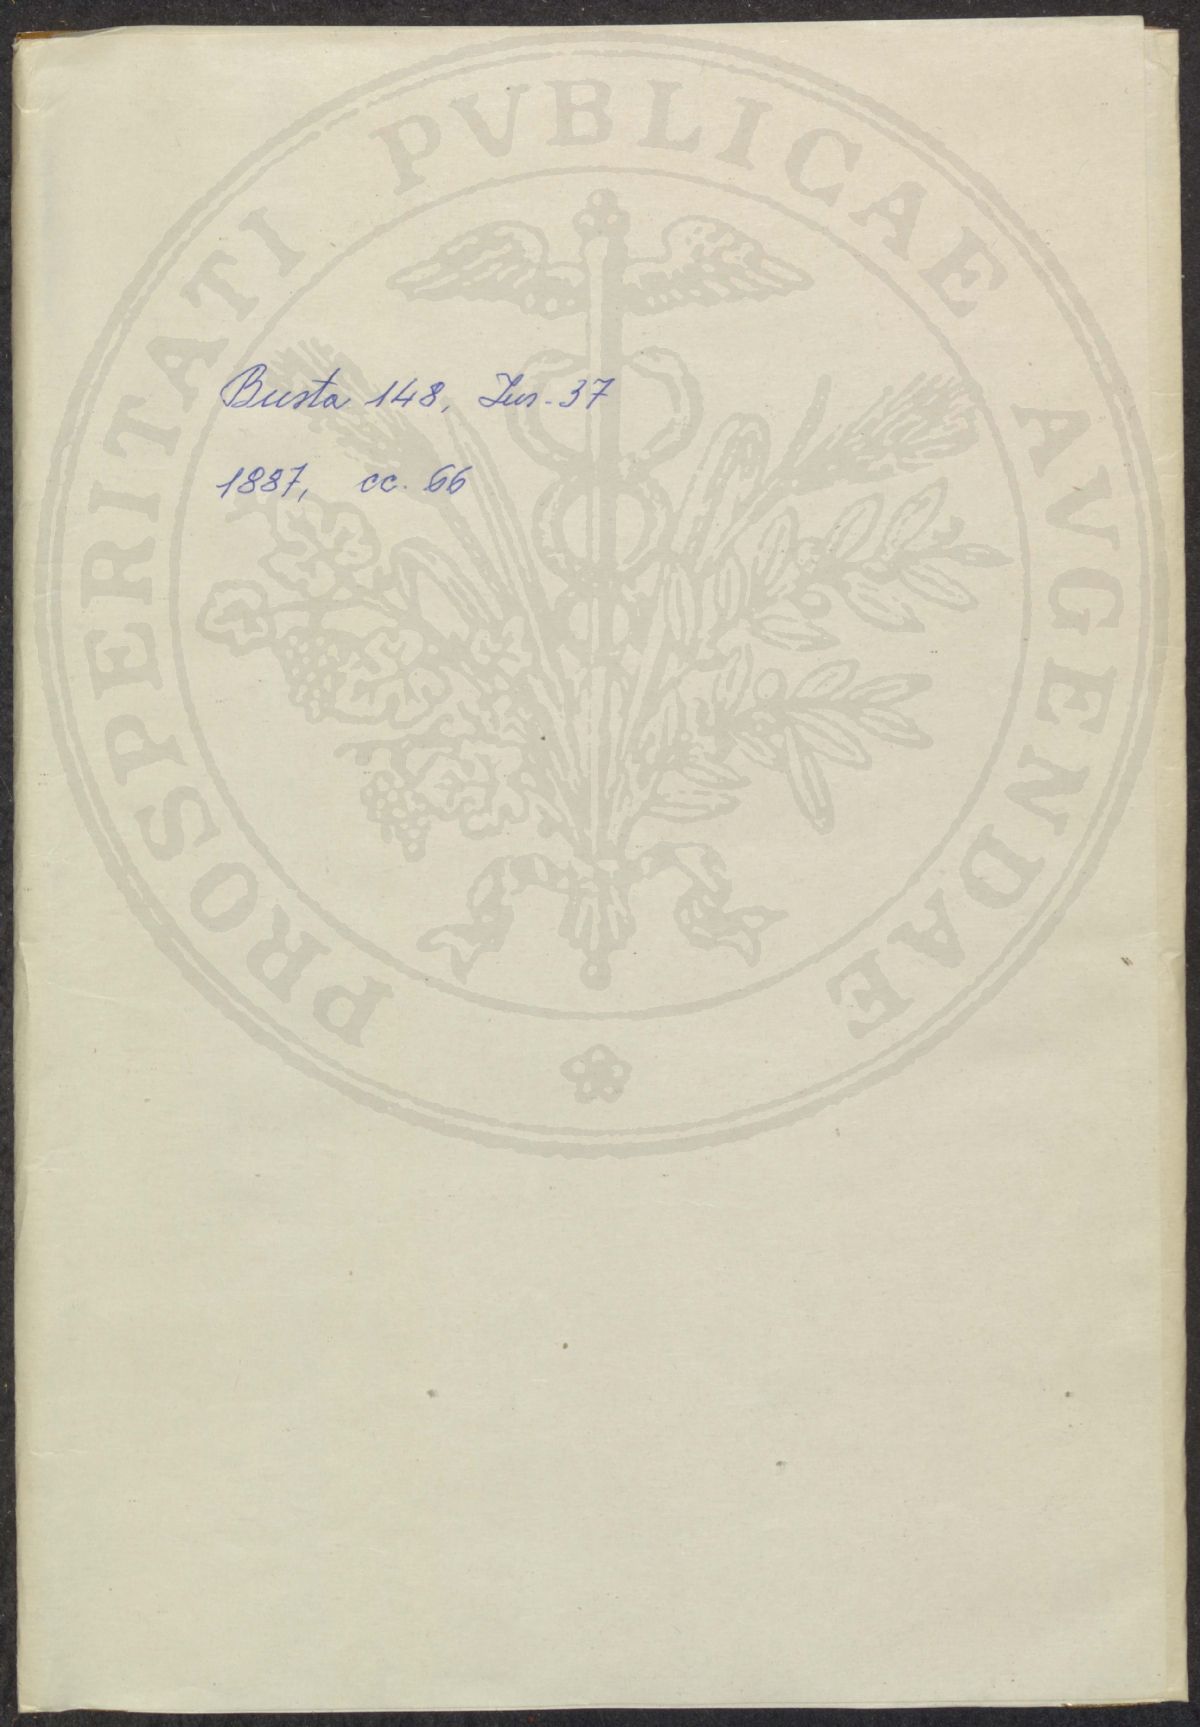 Busta 148, Ins. 37
1887, cc. 66
PROSPERITATI PVBLICAE AVGENDAE